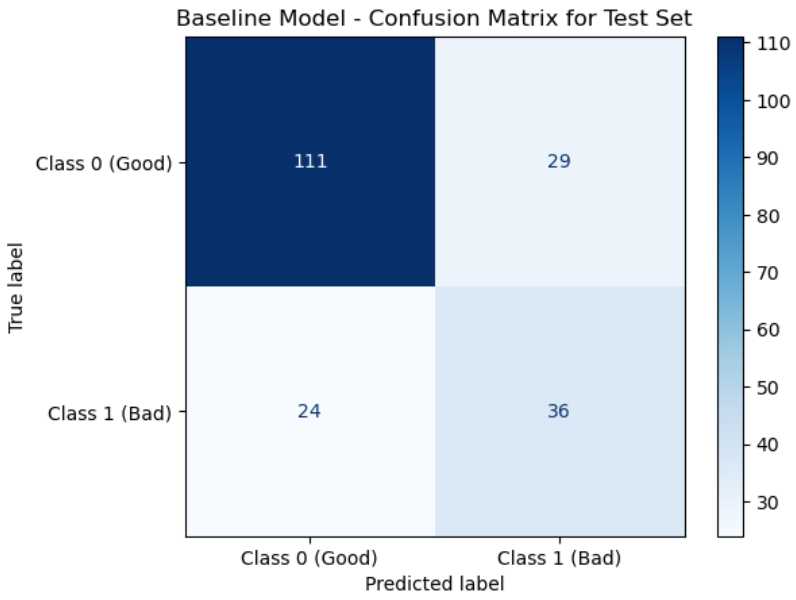 Baseline Model - Confusion Matrix for Test Set
True label
Class 0 (Good)
111
29
Class 1 (Bad)
24
36
Class 0 (Good)
Class 1 (Bad)
Predicted label
110
100
90
80
70
60
50
40
30